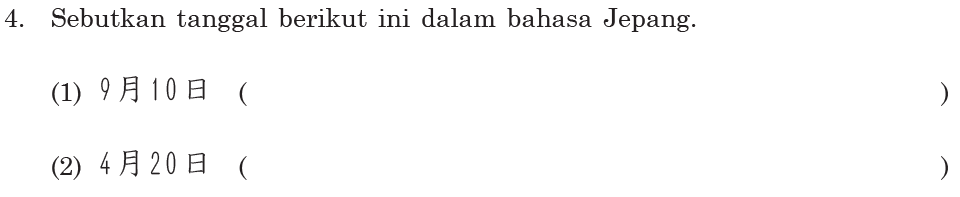 4. Sebutkan tanggal berikut ini dalam bahasa Jepang.
(1) 9月10日 ( )
(2) 4月20日 ( )